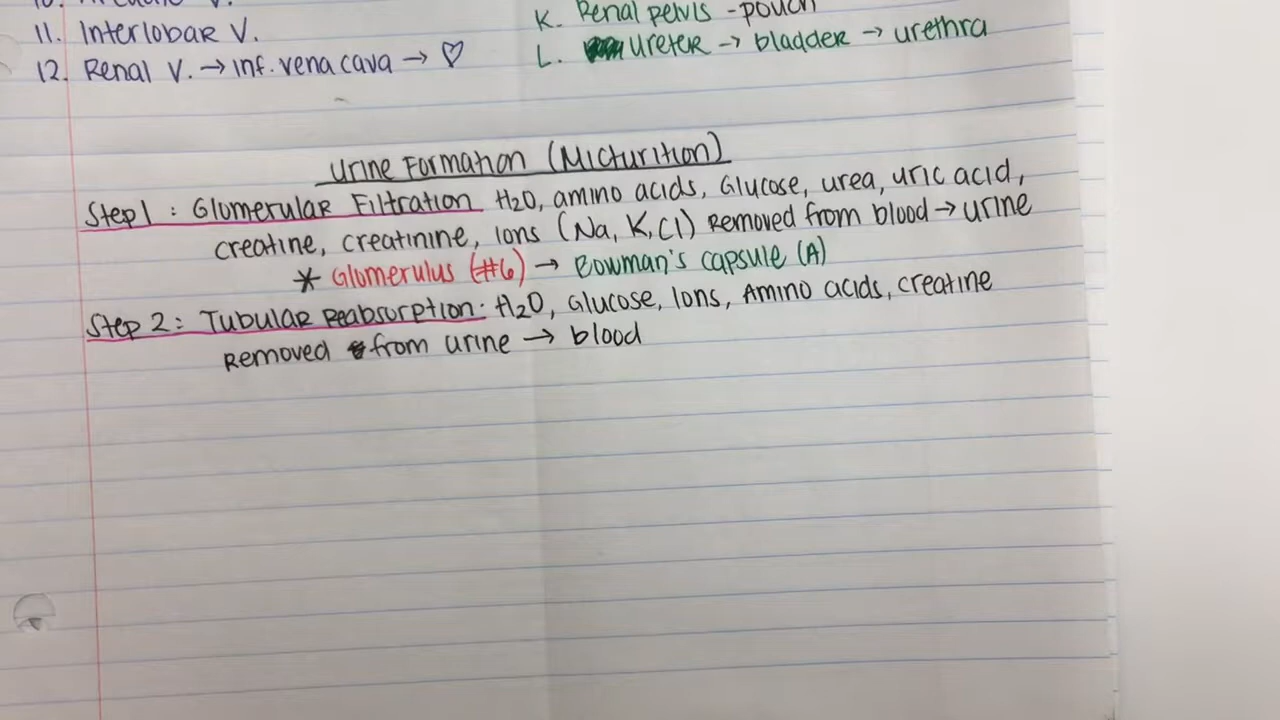 11. Interlobar V.
12. Renal V. → inf. vena cava → ♡
K. Renal pelvis - pouch
L. ureter → bladder → urethra
Urine Formation (Micturition)
Step 1: Glomerular Filtration H2O, amino acids, Glucose, urea, uric acid,
creatine, creatinine, Ions (Na, K, Cl) Removed from blood → urine
* Glomerulus (#6) → Bowman's capsule (A)
Step 2: Tubular Reabsorption: H2O, Glucose, Ions, Amino acids, creatine
Removed from urine → blood